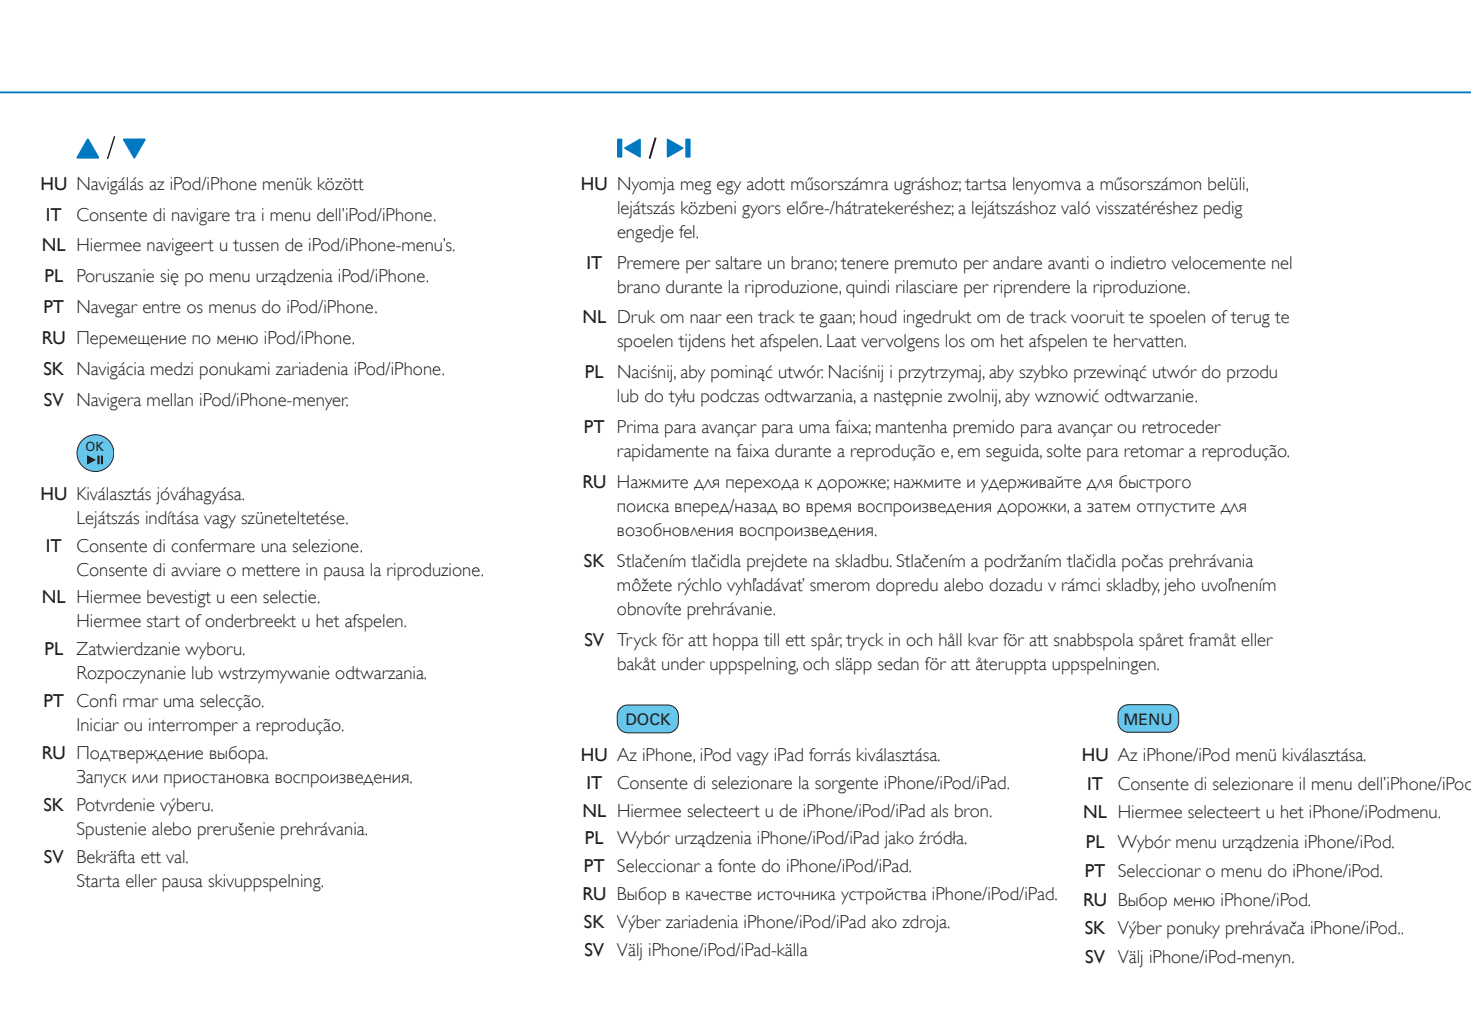 ▲ / ▼
HU Navigálás az iPod/iPhone menük között
IT Consente di navigare tra i menu dell'iPod/iPhone.
NL Hiermee navigeert u tussen de iPod/iPhone-menu's.
PL Poruszanie się po menu urządzenia iPod/iPhone.
PT Navegar entre os menus do iPod/iPhone.
RU Перемещение по меню iPod/iPhone.
SK Navigácia medzi ponukami zariadenia iPod/iPhone.
SV Navigera mellan iPod/iPhone-menyer.
OK
HU Kiválasztás jóváhagyása.
Lejátszás indítása vagy szüneteltetése.
IT Consente di confermare una selezione.
Consente di avviare o mettere in pausa la riproduzione.
NL Hiermee bevestigt u een selectie.
Hiermee start of onderbreekt u het afspelen.
PL Zatwierdzanie wyboru.
Rozpoczynanie lub wstrzymywanie odtwarzania.
PT Confi rmar uma selecção.
Iniciar ou interromper a reprodução.
RU Подтверждение выбора.
Запуск или приостановка воспроизведения.
SK Potvrdenie výberu.
Spustenie alebo prerušenie prehrávania.
SV Bekräfta ett val.
Starta eller pausa skivuppspelning.
/
HU Nyomja meg egy adott műsorszámra ugráshoz; tartsa lenyomva a műsorszámon belüli,
lejátszás közbeni gyors előre-/hátratekeréshez; a lejátszáshoz való visszatéréshez pedig
engedje fel.
IT Premere per saltare un brano; tenere premuto per andare avanti o indietro velocemente nel
brano durante la riproduzione, quindi rilasciare per riprendere la riproduzione.
NL Druk om naar een track te gaan; houd ingedrukt om de track vooruit te spoelen of terug te
spoelen tijdens het afspelen. Laat vervolgens los om het afspelen te hervatten.
PL Naciśnij, aby pominąć utwór. Naciśnij i przytrzymaj, aby szybko przewinąć utwór do przodu
lub do tyłu podczas odtwarzania, a następnie zwolnij, aby wznowić odtwarzanie.
PT Prima para avançar para uma faixa; mantenha premido para avançar ou retroceder
rapidamente na faixa durante a reprodução e, em seguida, solte para retomar a reprodução.
RU Нажмите для перехода к дорожке; нажмите и удерживайте для быстрого
поиска вперед/назад во время воспроизведения дорожки, а затем отпустите для
возобновления воспроизведения.
SK Stlačením tlačidla prejdete na skladbu. Stlačením a podržaním tlačidla počas prehrávania
môžete rýchlo vyhľadávať smerom dopredu alebo dozadu v rámci skladby, jeho uvoľnením
obnovíte prehrávanie.
SV Tryck för att hoppa till ett spår, tryck in och håll kvar för att snabbspola spåret framåt eller
bakåt under uppspelning, och släpp sedan för att återuppta uppspelningen.
DOCK
HU Az iPhone, iPod vagy iPad forrás kiválasztása.
IT Consente di selezionare la sorgente iPhone/iPod/iPad.
NL Hiermee selecteert u de iPhone/iPod/iPad als bron.
PL Wybór urządzenia iPhone/iPod/iPad jako źródła.
PT Seleccionar a fonte do iPhone/iPod/iPad.
RU Выбор в качестве источника устройства iPhone/iPod/iPad.
SK Výber zariadenia iPhone/iPod/iPad ako zdroja.
SV Välj iPhone/iPod/iPad-källa
MENU
HU Az iPhone/iPod menü kiválasztása.
IT Consente di selezionare il menu dell'iPhone/iPod
NL Hiermee selecteert u het iPhone/iPodmenu.
PL Wybór menu urządzenia iPhone/iPod.
PT Seleccionar o menu do iPhone/iPod.
RU Выбор меню iPhone/iPod.
SK Výber ponuky prehrávača iPhone/iPod..
SV Välj iPhone/iPod-menyn.